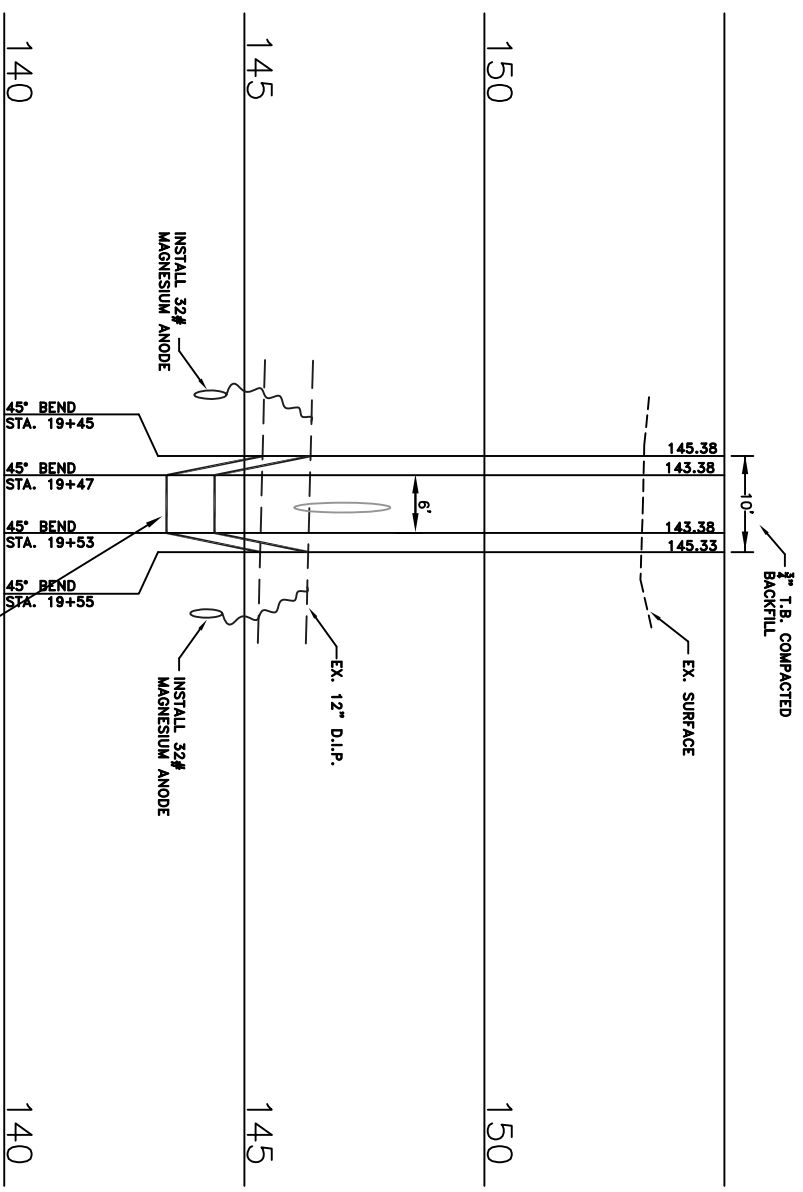 150
150
145
145
140
140
¾" T.B. COMPACTED
BACKFILL
10'
EX. SURFACE
145.38
143.38
143.38
145.33
6'
EX. 12" D.I.P.
INSTALL 32#
MAGNESIUM ANODE
INSTALL 32#
MAGNESIUM ANODE
45° BEND
STA. 19+45
45° BEND
STA. 19+47
45° BEND
STA. 19+53
45° BEND
STA. 19+55